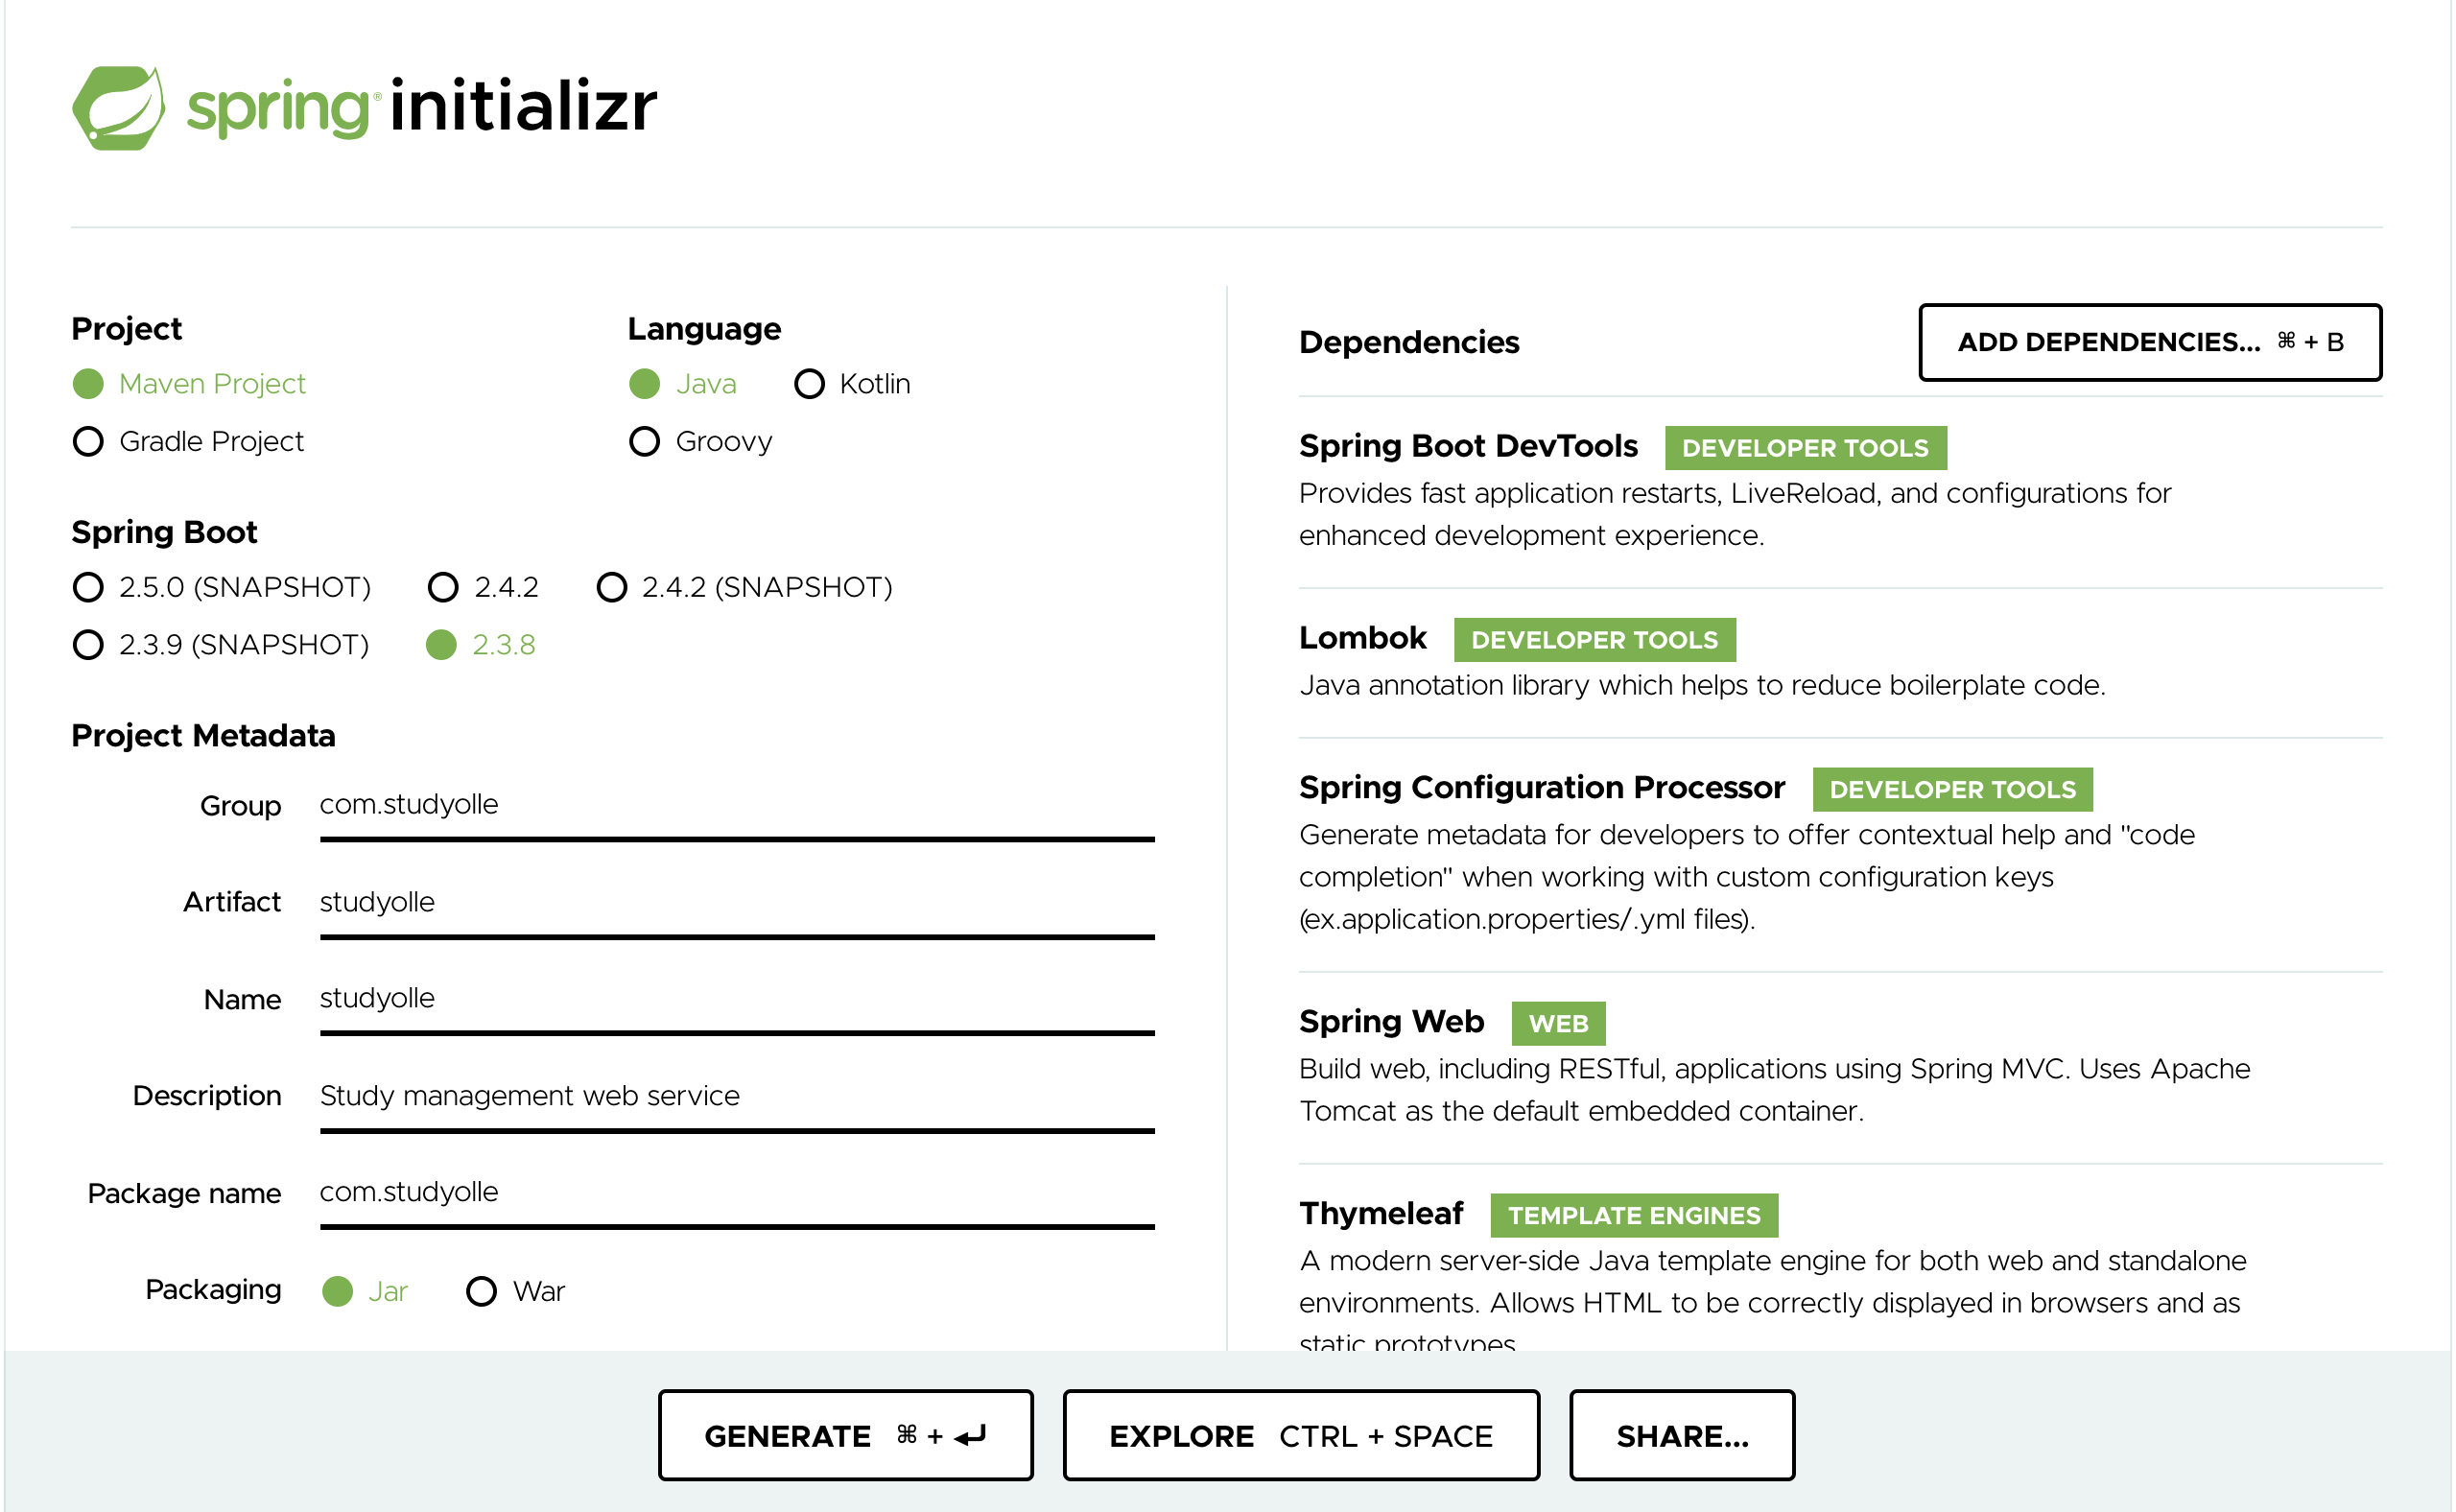 spring® initializr
Project
Maven Project
Gradle Project
Language
Java Kotlin
Groovy
Spring Boot
2.5.0 (SNAPSHOT) 2.4.2 2.4.2 (SNAPSHOT)
2.3.9 (SNAPSHOT) 2.3.8
Project Metadata
Group com.studyolle
Artifact studyolle
Name studyolle
Description Study management web service
Package name com.studyolle
Packaging Jar War
Dependencies
ADD DEPENDENCIES... ⌘ + B
Spring Boot DevTools DEVELOPER TOOLS
Provides fast application restarts, LiveReload, and configurations for
enhanced development experience.
Lombok DEVELOPER TOOLS
Java annotation library which helps to reduce boilerplate code.
Spring Configuration Processor DEVELOPER TOOLS
Generate metadata for developers to offer contextual help and "code
completion" when working with custom configuration keys
(ex.application.properties/.yml files).
Spring Web WEB
Build web, including RESTful, applications using Spring MVC. Uses Apache
Tomcat as the default embedded container.
Thymeleaf TEMPLATE ENGINES
A modern server-side Java template engine for both web and standalone
environments. Allows HTML to be correctly displayed in browsers and as
static prototypes
GENERATE ⌘ + ↵
EXPLORE CTRL + SPACE
SHARE...